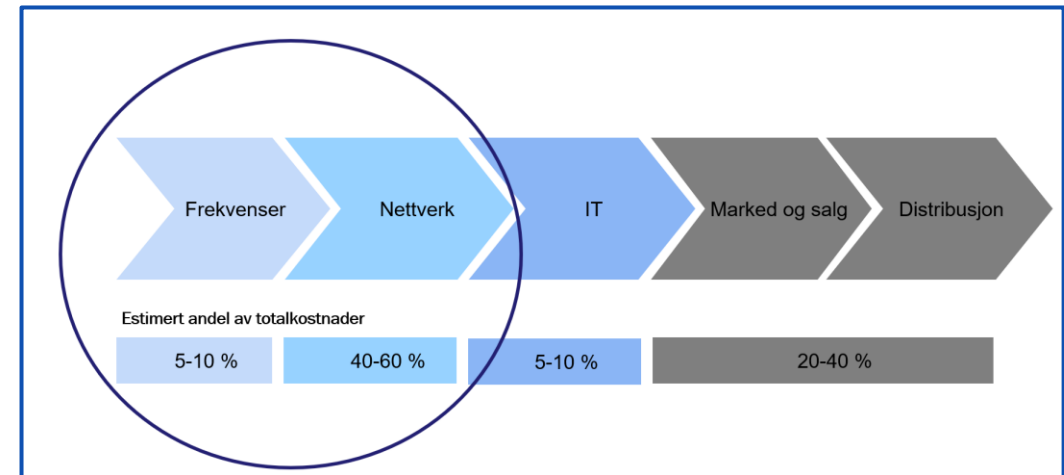 Frekvenser
Nettverk
IT
Marked og salg
Distribusjon
Estimert andel av totalkostnader
5-10 %
40-60 %
5-10 %
20-40 %